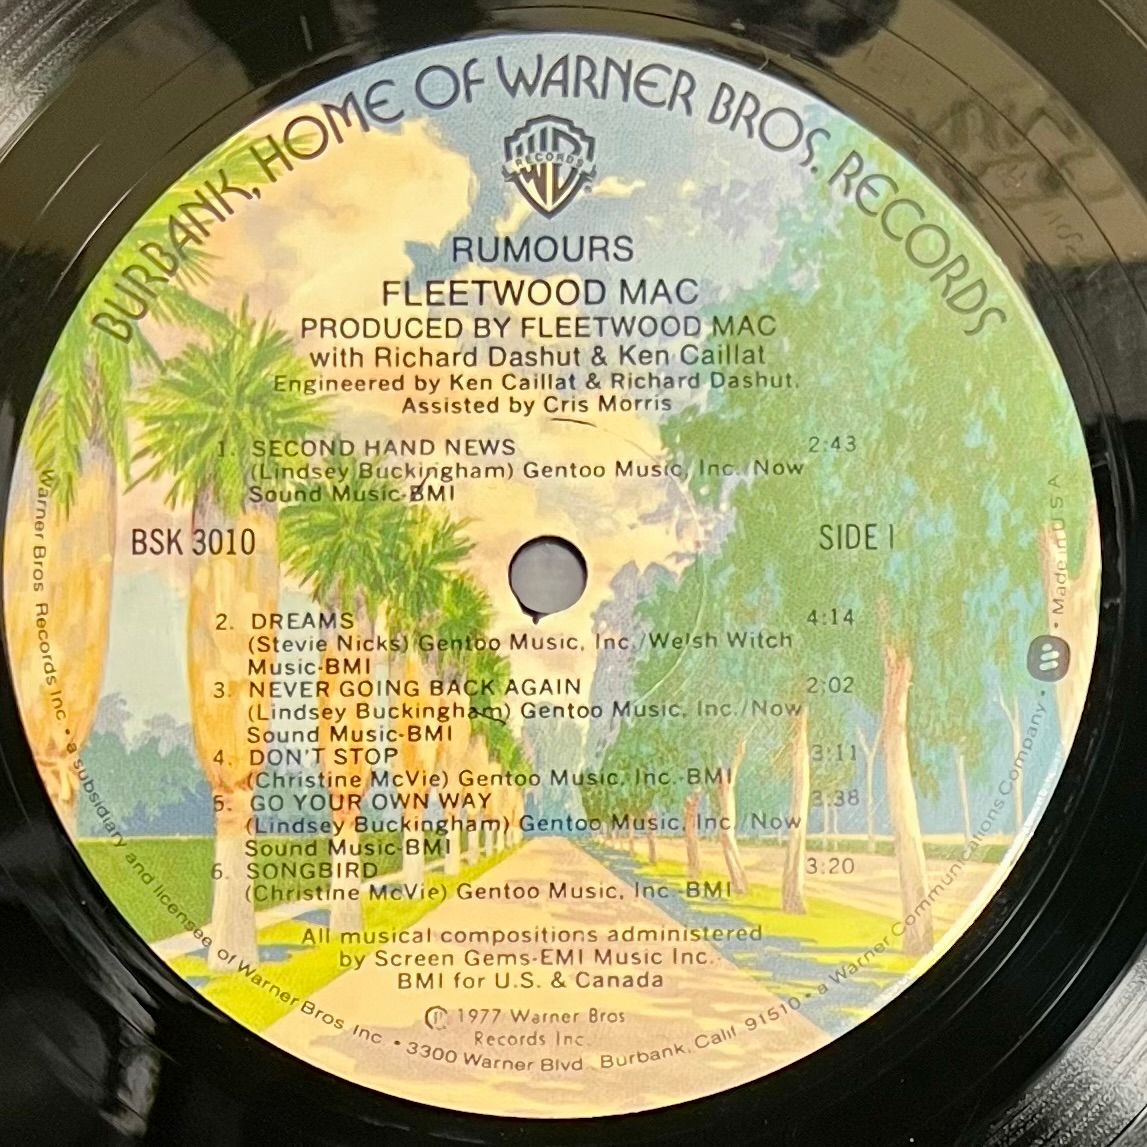 BURBANK, HOME OF WARNER BROS. RECORDS
RECORDS
RUMOURS
FLEETWOOD MAC
PRODUCED BY FLEETWOOD MAC
with Richard Dashut & Ken Caillat
Engineered by Ken Caillat & Richard Dashut.
Assisted by Cris Morris
1. SECOND HAND NEWS 2:43
(Lindsey Buckingham) Gentoo Music, Inc./Now
Sound Music-BMI
BSK 3010 SIDE 1
2. DREAMS 4:14
(Stevie Nicks) Gentoo Music, Inc./Welsh Witch
Music-BMI
3. NEVER GOING BACK AGAIN 2:02
(Lindsey Buckingham) Gentoo Music, Inc./Now
Sound Music-BMI
4. DON'T STOP 3:11
(Christine McVie) Gentoo Music, Inc.-BMI
5. GO YOUR OWN WAY 3:38
(Lindsey Buckingham) Gentoo Music, Inc./Now
Sound Music-BMI
6. SONGBIRD 3:20
(Christine McVie) Gentoo Music, Inc.-BMI
All musical compositions administered
by Screen Gems-EMI Music Inc.
BMI for U.S. & Canada
Ⓟ 1977 Warner Bros
Records Inc.
Warner Bros Records Inc. • a subsidiary and licensee of Warner Bros Inc • 3300 Warner Blvd., Burbank, Calif. 91510 • a Warner Communications Company • Made in U S A